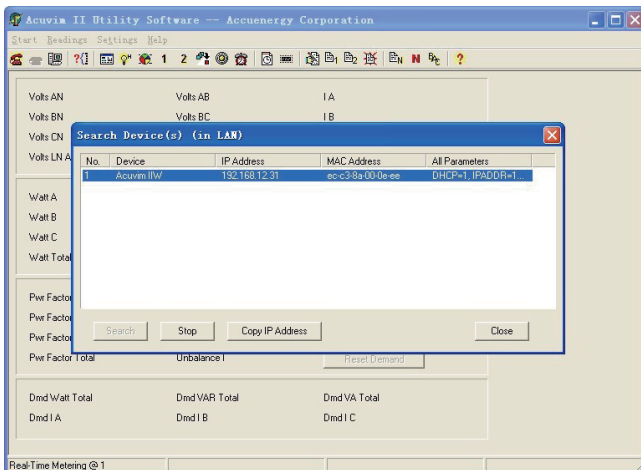 Acuvim II Utility Software -- Accuenergy Corporation
Start Readings Settings Help
1 2 N ?
Volts AN Volts AB I A
Volts BN Volts BC I B
Volts CN
Volts LN A
Search Device(s) (in LAN)
No. Device IP Address MAC Address All Parameters
1 Acuvim IIW 192.168.12.31 ec-c3-8a-00-0e-ee DHCP=1, IPADDR=1...
Watt A
Watt B
Watt C
Watt Total
Pwr Facto
Pwr Facto
Pwr Facto
Search Stop Copy IP Address Close
Pwr Factor Total Unbalance I Reset Demand
Dmd Watt Total Dmd VAR Total Dmd VA Total
Dmd I A Dmd I B Dmd I C
Real-Time Metering @ 1